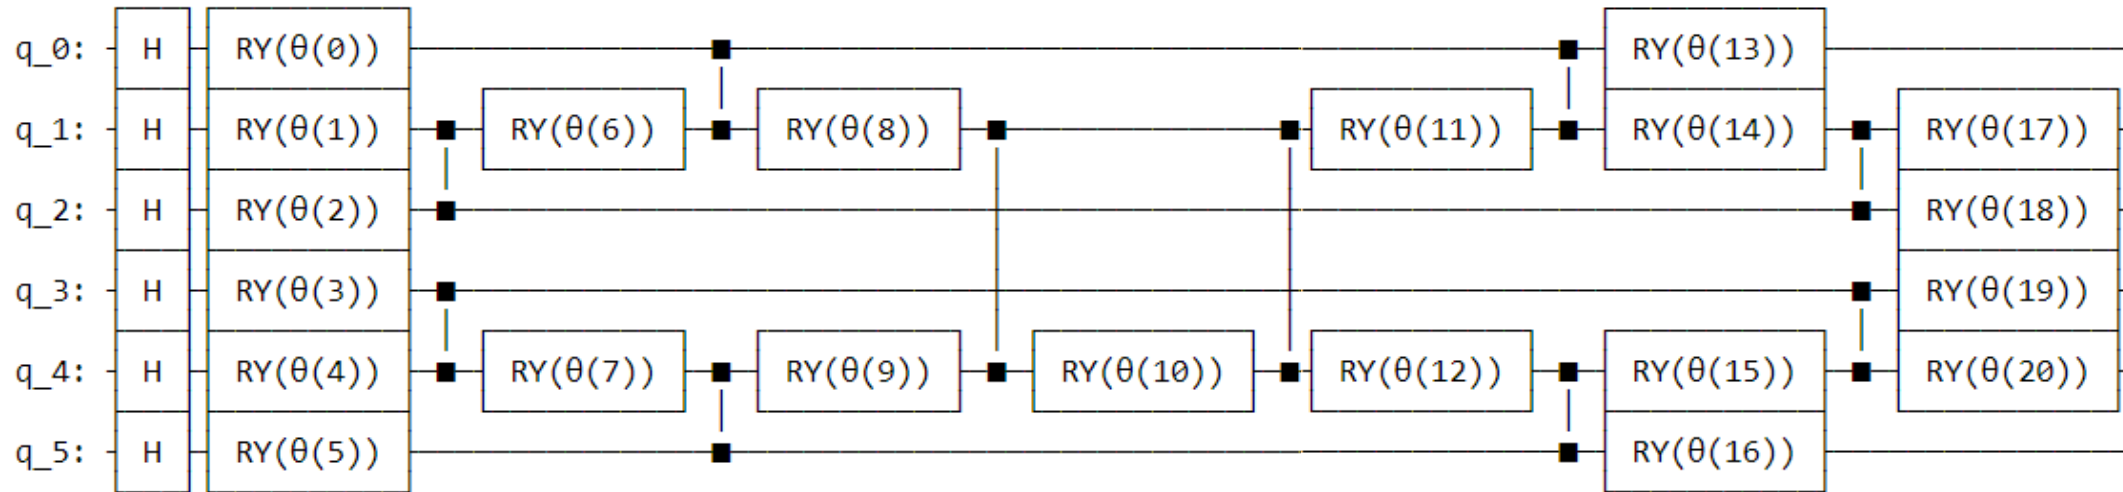 q_0: H RY(θ(0)) RY(θ(13))
q_1: H RY(θ(1)) RY(θ(6)) RY(θ(8)) RY(θ(11)) RY(θ(14)) RY(θ(17))
q_2: H RY(θ(2)) RY(θ(18))
q_3: H RY(θ(3)) RY(θ(19))
q_4: H RY(θ(4)) RY(θ(7)) RY(θ(9)) RY(θ(10)) RY(θ(12)) RY(θ(15)) RY(θ(20))
q_5: H RY(θ(5)) RY(θ(16))